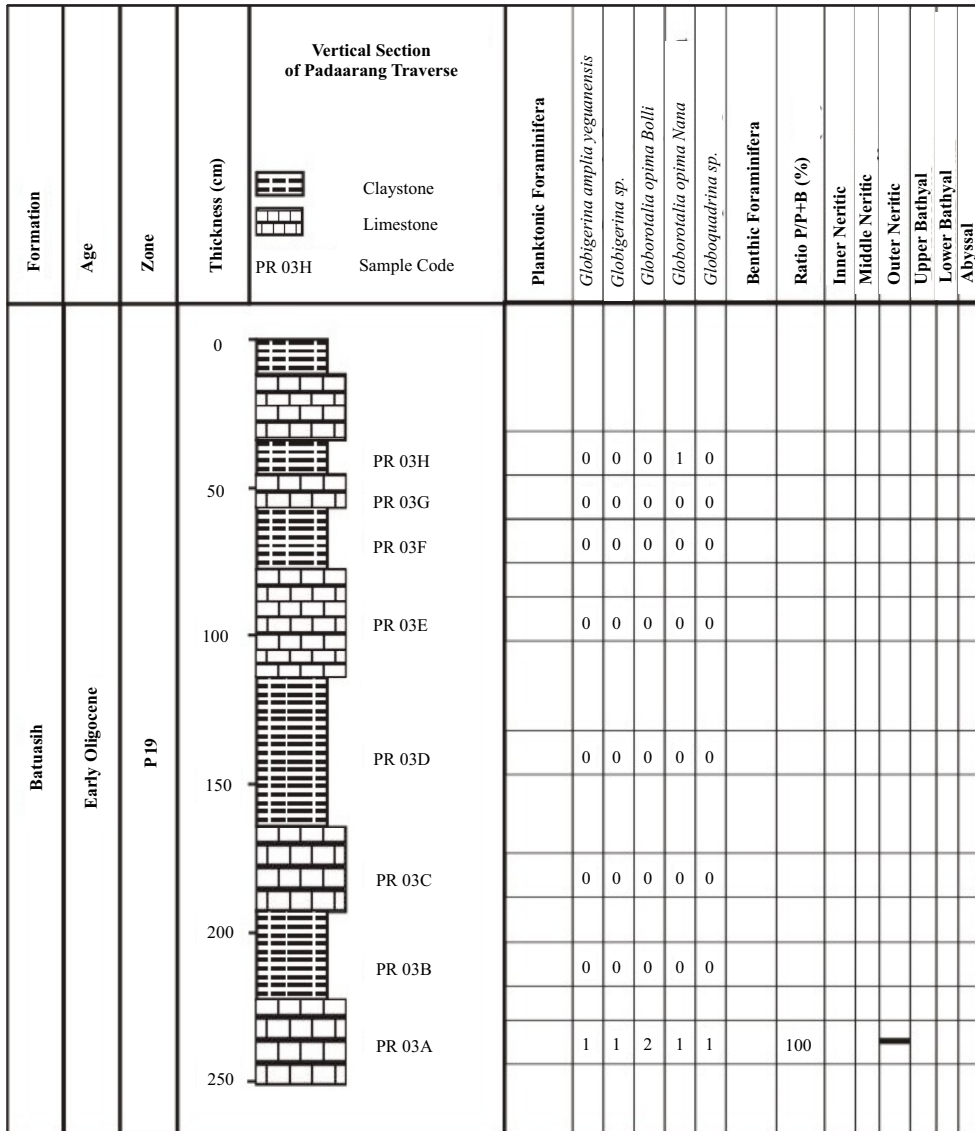 Formation
Age
Zone
Thickness (cm)
Vertical Section
of Padaarang Traverse
Claystone
Limestone
PR 03H Sample Code
Planktonic Foraminifera
Globigerina amplia yeguanensis
Globigerina sp.
Globorotalia opima Bolli
Globorotalia opima Nana
Globoquadrina sp.
Benthic Foraminifera
Ratio P/P+B (%)
Inner Neritic
Middle Neritic
Outer Neritic
Upper Bathyal
Lower Bathyal
Abyssal
Batuasih
Early Oligocene
P19
0
PR 03H 0 0 0 1 0
50
PR 03G 0 0 0 0 0
PR 03F 0 0 0 0 0
PR 03E 0 0 0 0 0
100
PR 03D 0 0 0 0 0
150
PR 03C 0 0 0 0 0
200
PR 03B 0 0 0 0 0
PR 03A 1 1 2 1 1 100
250